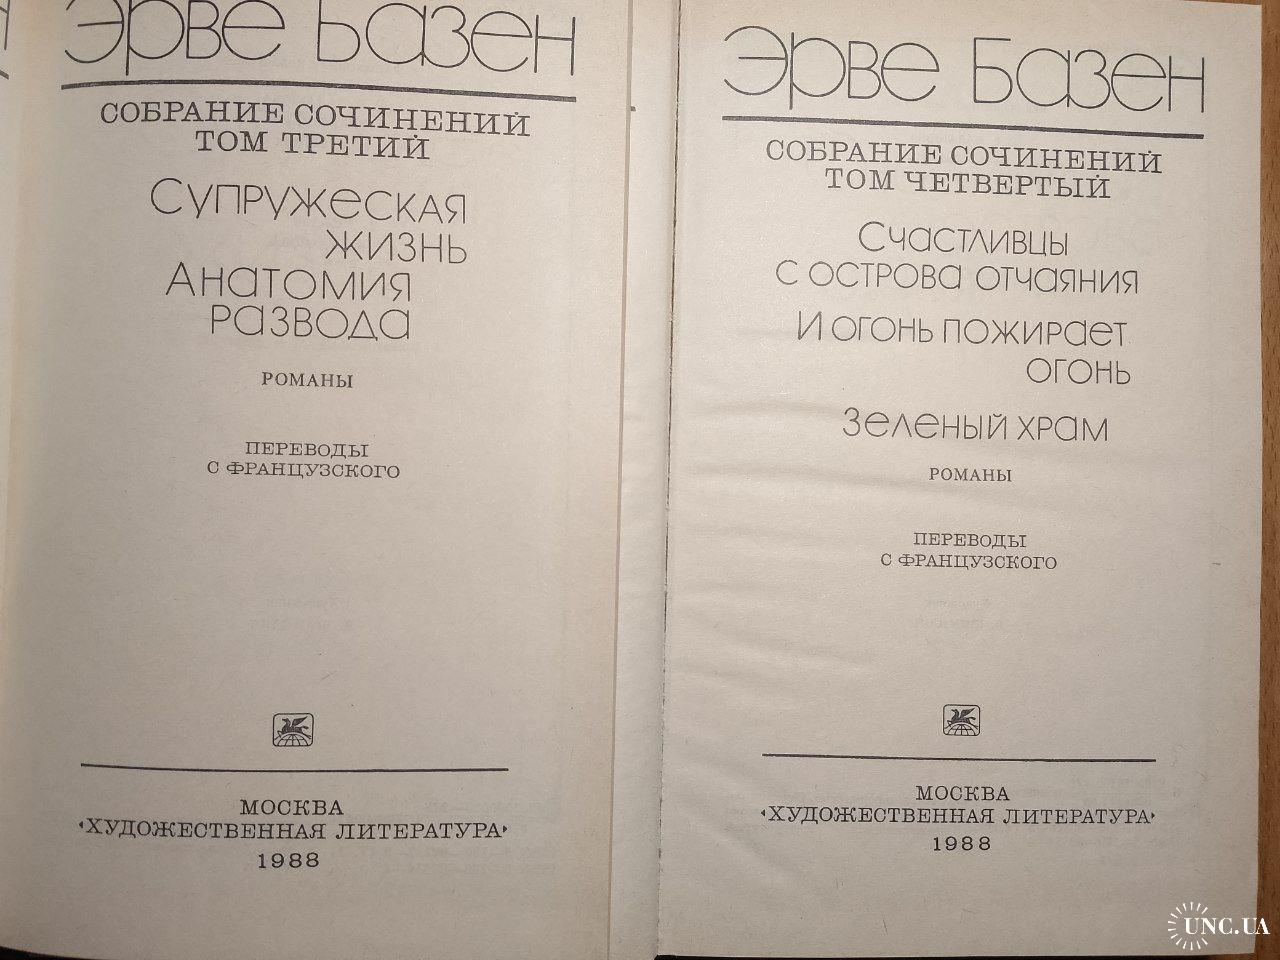 Эрве Базен
СОБРАНИЕ СОЧИНЕНИЙ
ТОМ ТРЕТИЙ
Супружеская
жизнь
Анатомия
развода
РОМАНЫ
ПЕРЕВОДЫ
С ФРАНЦУЗСКОГО
МОСКВА
«ХУДОЖЕСТВЕННАЯ ЛИТЕРАТУРА»
1988
Эрве Базен
СОБРАНИЕ СОЧИНЕНИЙ
ТОМ ЧЕТВЕРТЫЙ
Счастливцы
с острова отчаяния
И огонь пожирает
огонь
Зеленый храм
РОМАНЫ
ПЕРЕВОДЫ
С ФРАНЦУЗСКОГО
МОСКВА
«ХУДОЖЕСТВЕННАЯ ЛИТЕРАТУРА»
1988
UNC.UA